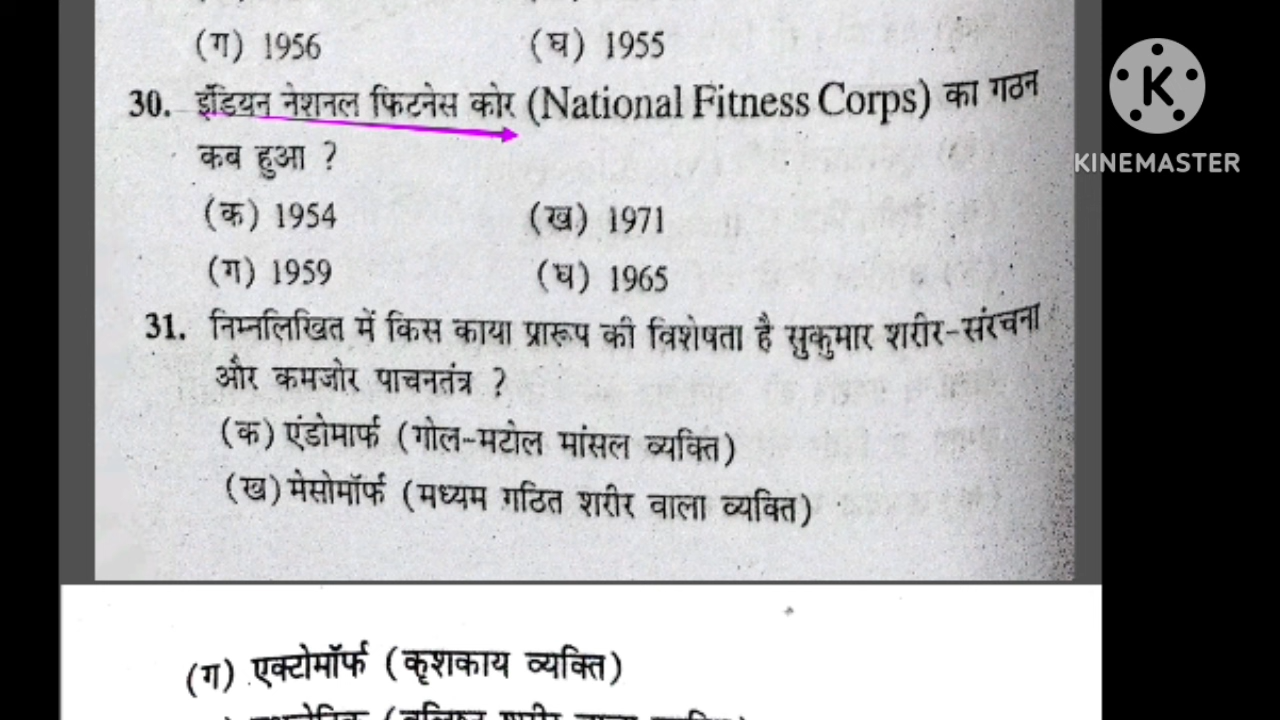 (ग) 1956 (घ) 1955
30. इंडियन नेशनल फिटनेस कोर (National Fitness Corps) का गठन
कब हुआ ?
(क) 1954 (ख) 1971
(ग) 1959 (घ) 1965
31. निम्नलिखित में किस काया प्रारूप की विशेषता है सुकुमार शरीर-संरचना
और कमजोर पाचनतंत्र ?
(क) एंडोमार्फ (गोल-मटोल मांसल व्यक्ति)
(ख) मेसोमॉर्फ (मध्यम गठित शरीर वाला व्यक्ति)
(ग) एक्टोमॉर्फ (कृशकाय व्यक्ति)
K
KINEMASTER